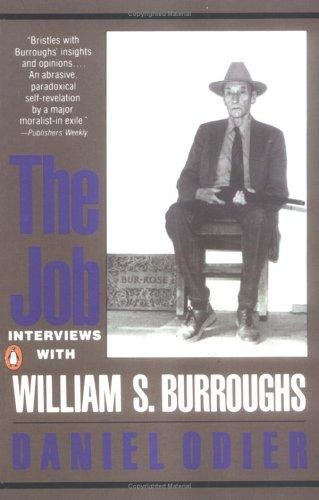 "Bristles with
Burroughs' insights
and opinions....
An abrasive,
paradoxical
self-revelation
by a major
moralist-in exile."
—Publishers Weekly
The
Job
BUR-ROSE
INTERVIEWS
WITH
WILLIAM S. BURROUGHS
DANIEL ODIER